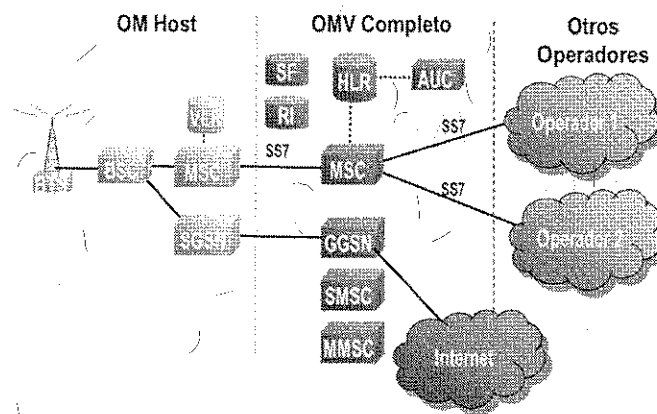 OM Host
OMV Completo
Otros
Operadores
SF
HLR
AUC
VLR
RI
Operador 1
SS7
BSC
MSC
SS7
MSC
SS7
SGSN
GGSN
Operador 2
SMSC
MMSC
Internet